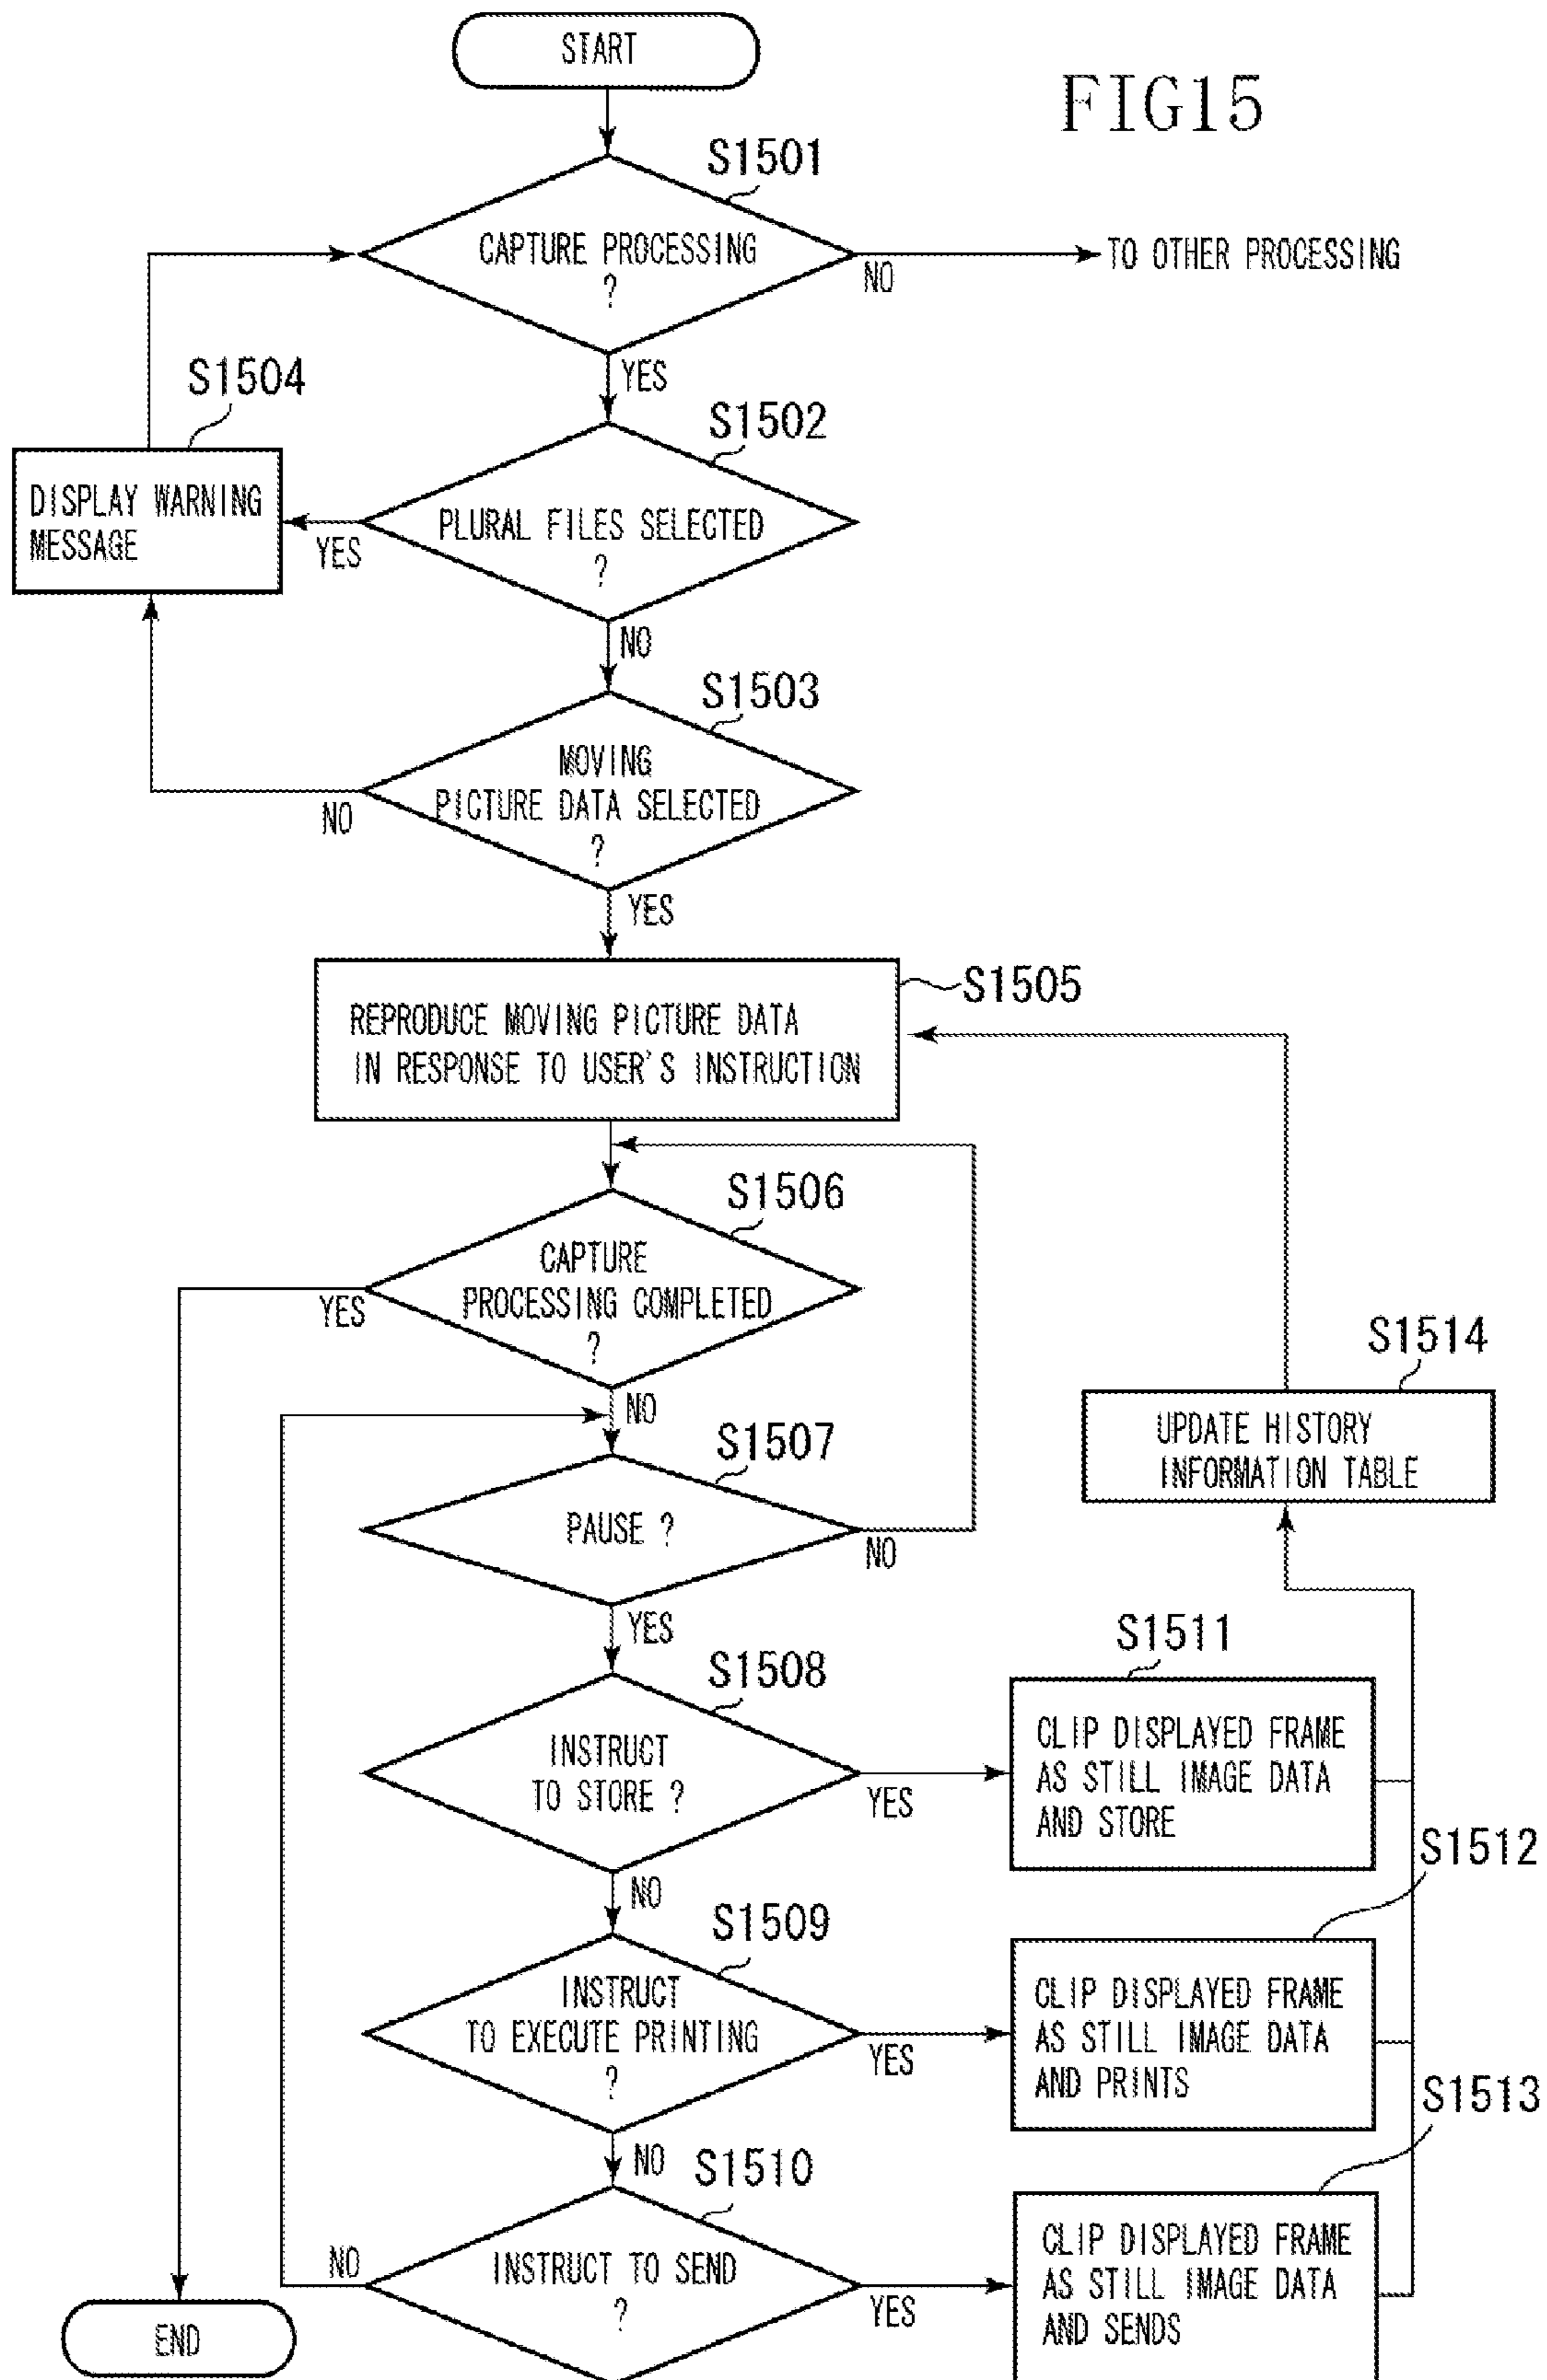 START
FIG15
S1501
CAPTURE PROCESSING
?
NO
TO OTHER PROCESSING
YES
S1504
S1502
DISPLAY WARNING
MESSAGE
YES
PLURAL FILES SELECTED
?
NO
S1503
MOVING
PICTURE DATA SELECTED
?
NO
YES
S1505
REPRODUCE MOVING PICTURE DATA
IN RESPONSE TO USER'S INSTRUCTION
S1506
CAPTURE
PROCESSING COMPLETED
?
YES
NO
S1514
UPDATE HISTORY
INFORMATION TABLE
S1507
PAUSE ?
NO
YES
S1508
INSTRUCT
TO STORE ?
YES
S1511
CLIP DISPLAYED FRAME
AS STILL IMAGE DATA
AND STORE
NO
S1509
INSTRUCT
TO EXECUTE PRINTING
?
YES
S1512
CLIP DISPLAYED FRAME
AS STILL IMAGE DATA
AND PRINTS
NO
S1510
INSTRUCT TO SEND
?
NO
YES
S1513
CLIP DISPLAYED FRAME
AS STILL IMAGE DATA
AND SENDS
END